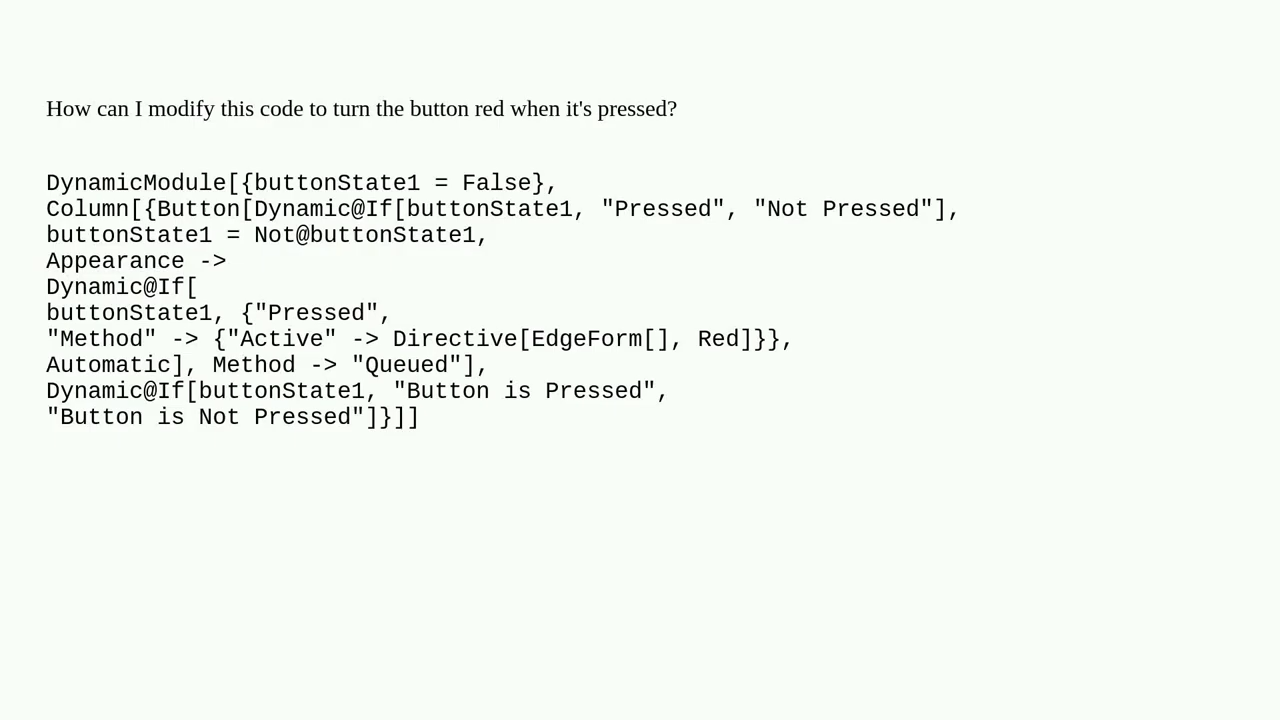 How can I modify this code to turn the button red when it's pressed?
DynamicModule[{buttonState1 = False},
Column[{Button[Dynamic@If[buttonState1, "Pressed", "Not Pressed"],
buttonState1 = Not@buttonState1,
Appearance ->
Dynamic@If[
buttonState1, {"Pressed",
"Method" -> {"Active" -> Directive[EdgeForm[], Red]}},
Automatic], Method -> "Queued"],
Dynamic@If[buttonState1, "Button is Pressed",
"Button is Not Pressed"]}]]